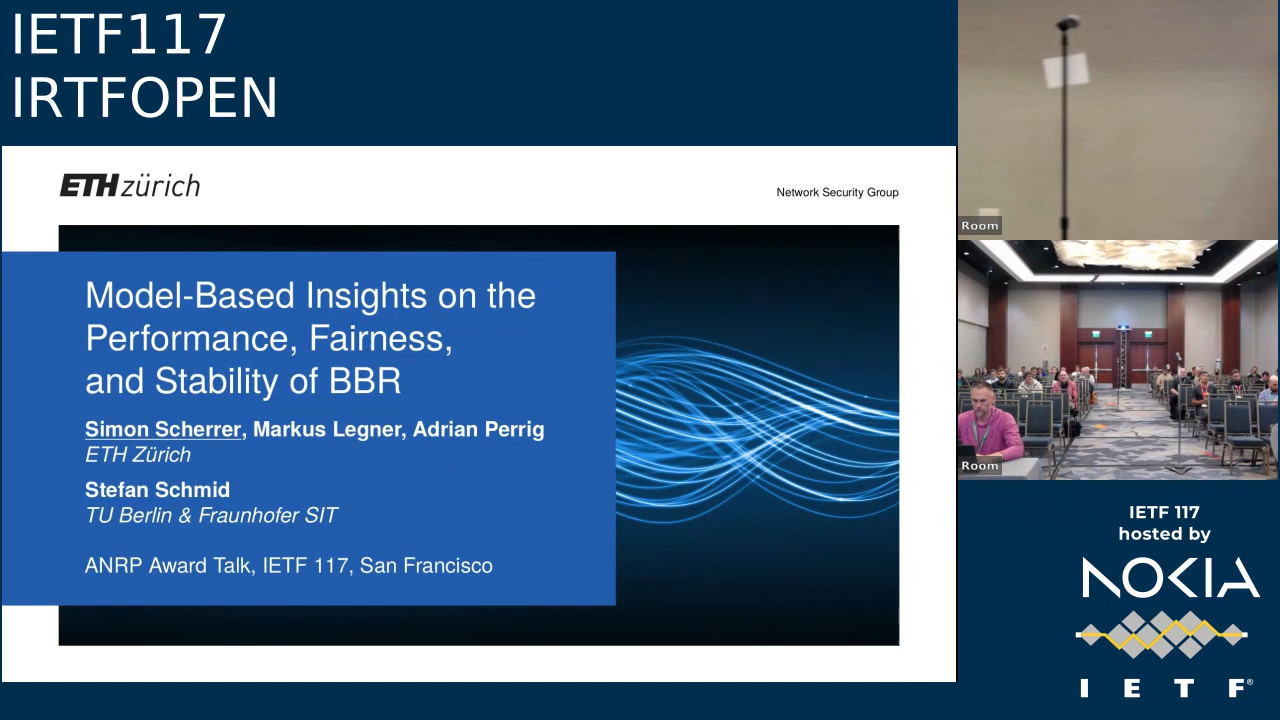 IETF117
IRTFOPEN
ETH zürich
Network Security Group
Model-Based Insights on the
Performance, Fairness,
and Stability of BBR
Simon Scherrer, Markus Legner, Adrian Perrig
ETH Zürich
Stefan Schmid
TU Berlin & Fraunhofer SIT
ANRP Award Talk, IETF 117, San Francisco
Room
Room
IETF 117
hosted by
NOKIA
I E T F®